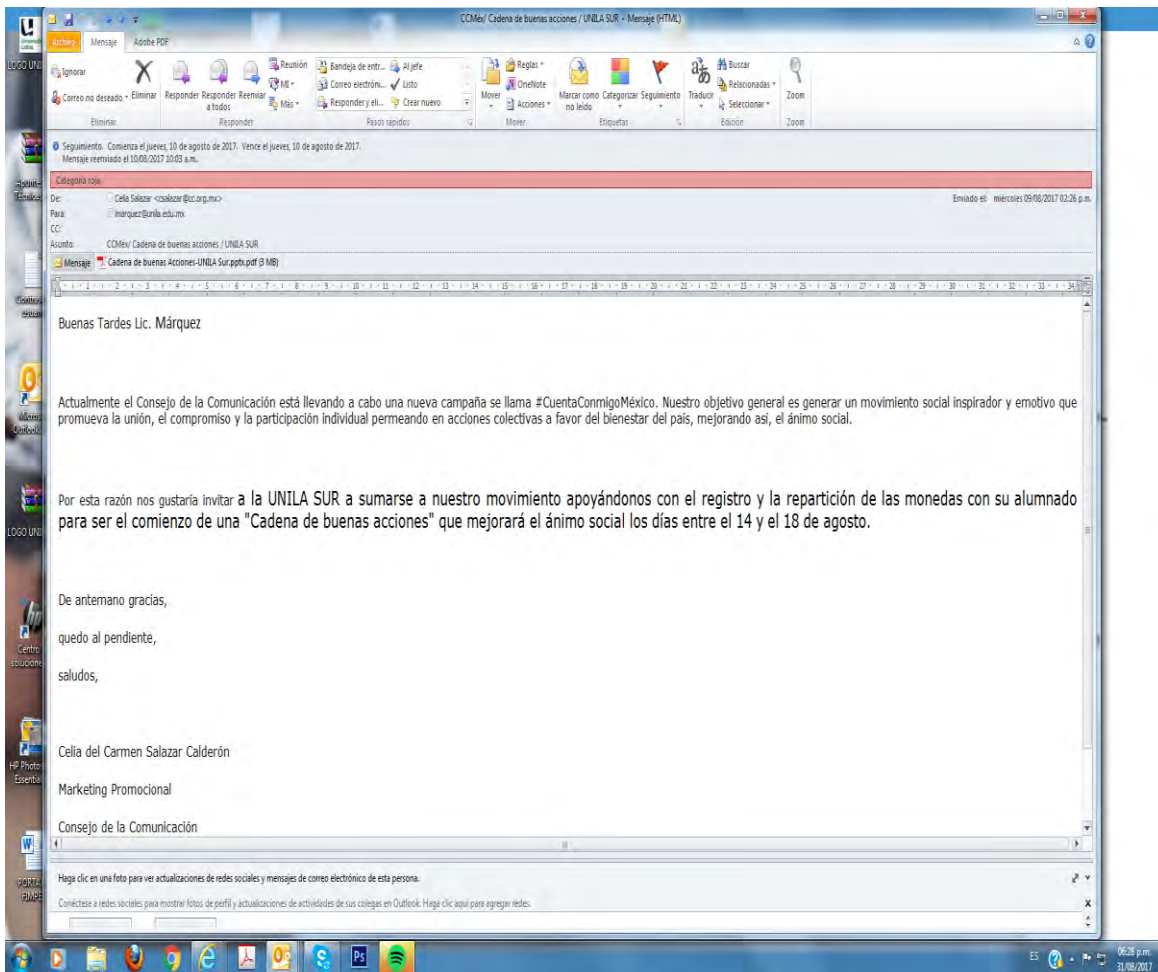 CCMéx/ Cadena de buenas acciones / UNILA SUR - Mensaje (HTML)
Archivo Mensaje Adobe PDF
Ignorar
Correo no deseado
Eliminar
Eliminar
Responder Responder a todos Reenviar
Reunión
MI
Más
Responder
Bandeja de entr... Al jefe
Correo electróni... Listo
Responder y eli... Crear nuevo
Pasos rápidos
Mover
Reglas
OneNote
Acciones
Mover
Marcar como no leído Categorizar Seguimiento
Etiquetas
Traducir
Buscar
Relacionadas
Seleccionar
Edición
Zoom
Zoom
Seguimiento. Comienza el jueves, 10 de agosto de 2017. Vence el jueves, 10 de agosto de 2017.
Mensaje reenviado el 10/08/2017 10:03 a.m.
Categoría roja
De: Celia Salazar <csalazar@cc.org.mx> Enviado el: miércoles 09/08/2017 02:26 p.m.
Para: marquez@unila.edu.mx
CC:
Asunto: CCMéx/ Cadena de buenas acciones / UNILA SUR
Mensaje Cadena de buenas Acciones-UNILA Sur.pptx.pdf (3 MB)
Buenas Tardes Lic. Márquez
Actualmente el Consejo de la Comunicación está llevando a cabo una nueva campaña se llama #CuentaConmigoMéxico. Nuestro objetivo general es generar un movimiento social inspirador y emotivo que
promueva la unión, el compromiso y la participación individual permeando en acciones colectivas a favor del bienestar del país, mejorando así, el ánimo social.
Por esta razón nos gustaría invitar a la UNILA SUR a sumarse a nuestro movimiento apoyándonos con el registro y la repartición de las monedas con su alumnado
para ser el comienzo de una "Cadena de buenas acciones" que mejorará el ánimo social los días entre el 14 y el 18 de agosto.
De antemano gracias,
quedo al pendiente,
saludos,
Celia del Carmen Salazar Calderón
Marketing Promocional
Consejo de la Comunicación
Haga clic en una foto para ver actualizaciones de redes sociales y mensajes de correo electrónico de esta persona.
Conéctese a redes sociales para mostrar fotos de perfil y actualizaciones de actividades de sus colegas en Outlook. Haga clic aquí para agregar redes.
LOGO UNI
LOGO UNI
Centro
HP Photo
ES
06:28 p.m.
31/08/2017